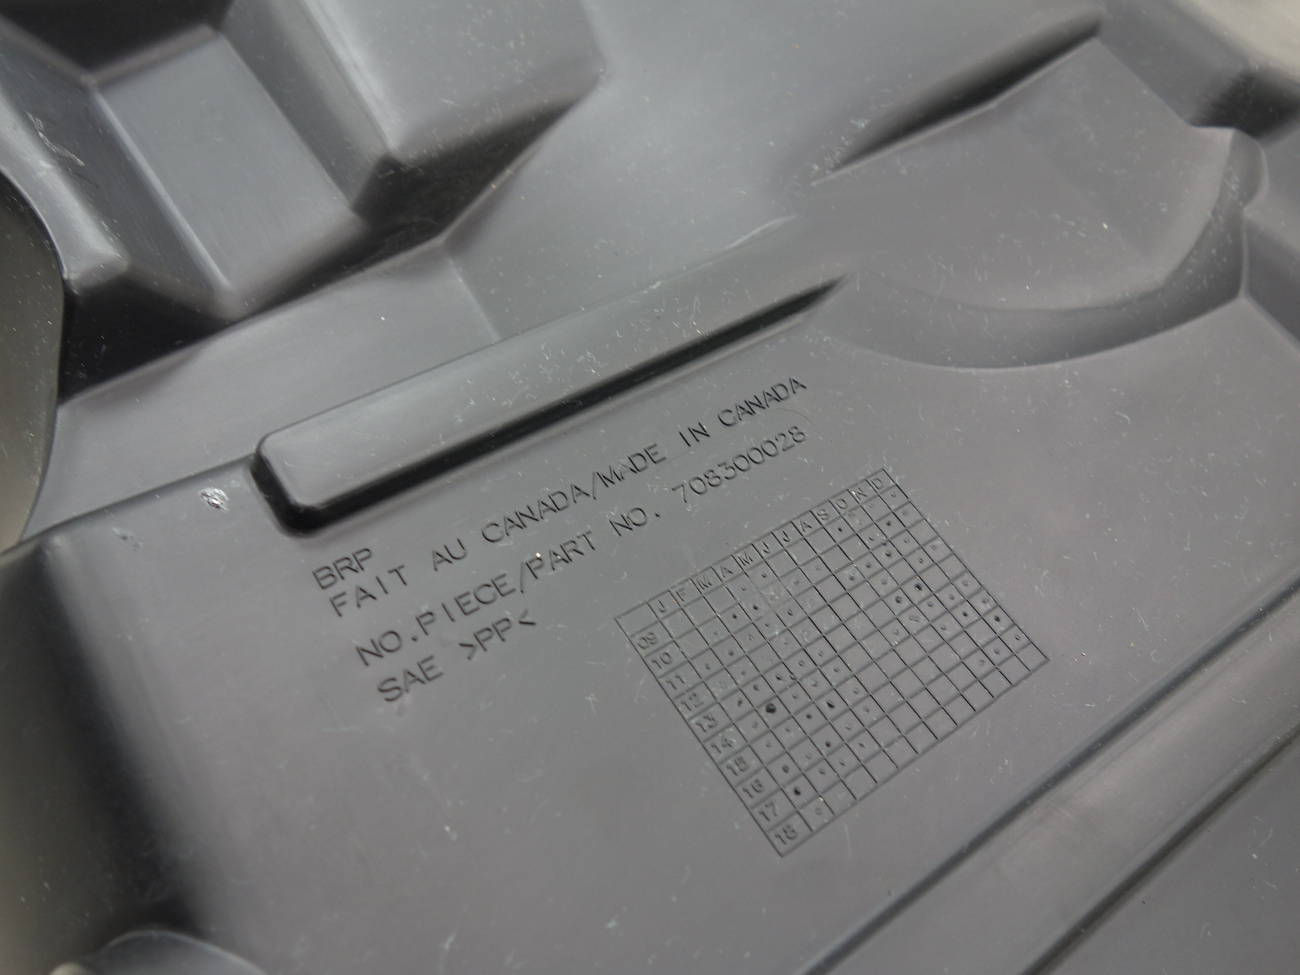 BRP
FAIT AU CANADA/MADE IN CANADA
NO.PIECE/PART NO. 708300028
SAE >PP<
J F M A M J J A S O N D
09
10
11
12
13
14
15
16
17
18